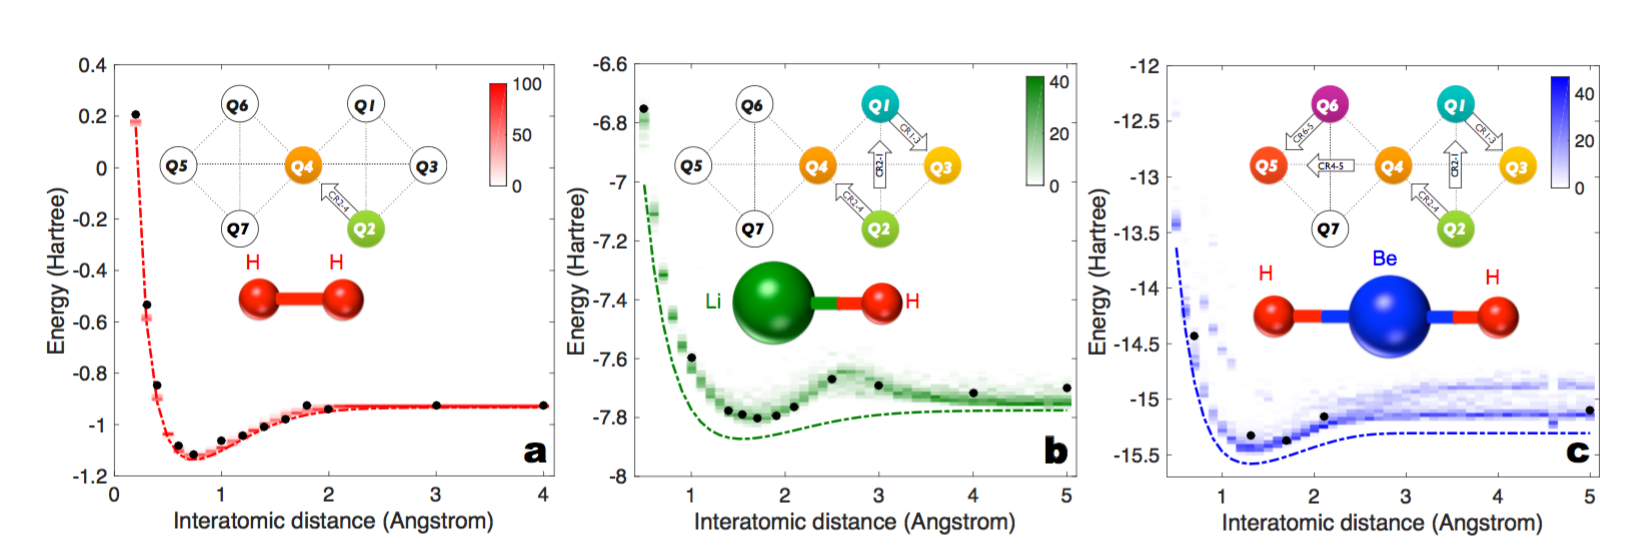 0.4
0.2
0
-0.2
-0.4
-0.6
-0.8
-1
-1.2
0
1
2
3
4
Energy (Hartree)
Interatomic distance (Angstrom)
100
50
0
Q6
Q1
Q5
Q4
Q3
Q7
Q2
CR2-4
H
H
a
-6.6
-6.8
-7
-7.2
-7.4
-7.6
-7.8
-8
1
2
3
4
5
Energy (Hartree)
Interatomic distance (Angstrom)
40
20
0
Q6
Q1
Q5
Q4
Q3
Q7
Q2
CR1-3
CR2-1
CR2-4
Li
H
b
-12
-12.5
-13
-13.5
-14
-14.5
-15
-15.5
1
2
3
4
5
Energy (Hartree)
Interatomic distance (Angstrom)
40
20
0
Q6
Q1
Q5
Q4
Q3
Q7
Q2
CR6-5
CR4-5
CR1-3
CR2-1
CR2-4
H
Be
H
c